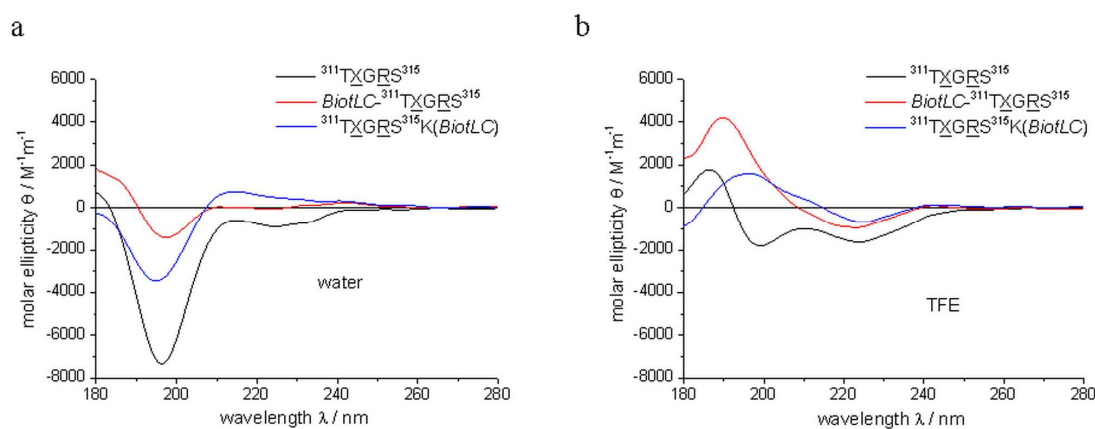 a
6000
4000
2000
0
-2000
-4000
-6000
-8000
molar ellipticity θ / M⁻¹m⁻¹
³¹¹TXGRS³¹⁵
BiotLC-³¹¹TXGRS³¹⁵
³¹¹TXGRS³¹⁵K(BiotLC)
water
180 200 220 240 260 280
wavelength λ / nm
b
6000
4000
2000
0
-2000
-4000
-6000
-8000
molar ellipticity θ / M⁻¹m⁻¹
³¹¹TXGRS³¹⁵
BiotLC-³¹¹TXGRS³¹⁵
³¹¹TXGRS³¹⁵K(BiotLC)
TFE
180 200 220 240 260 280
wavelength λ / nm